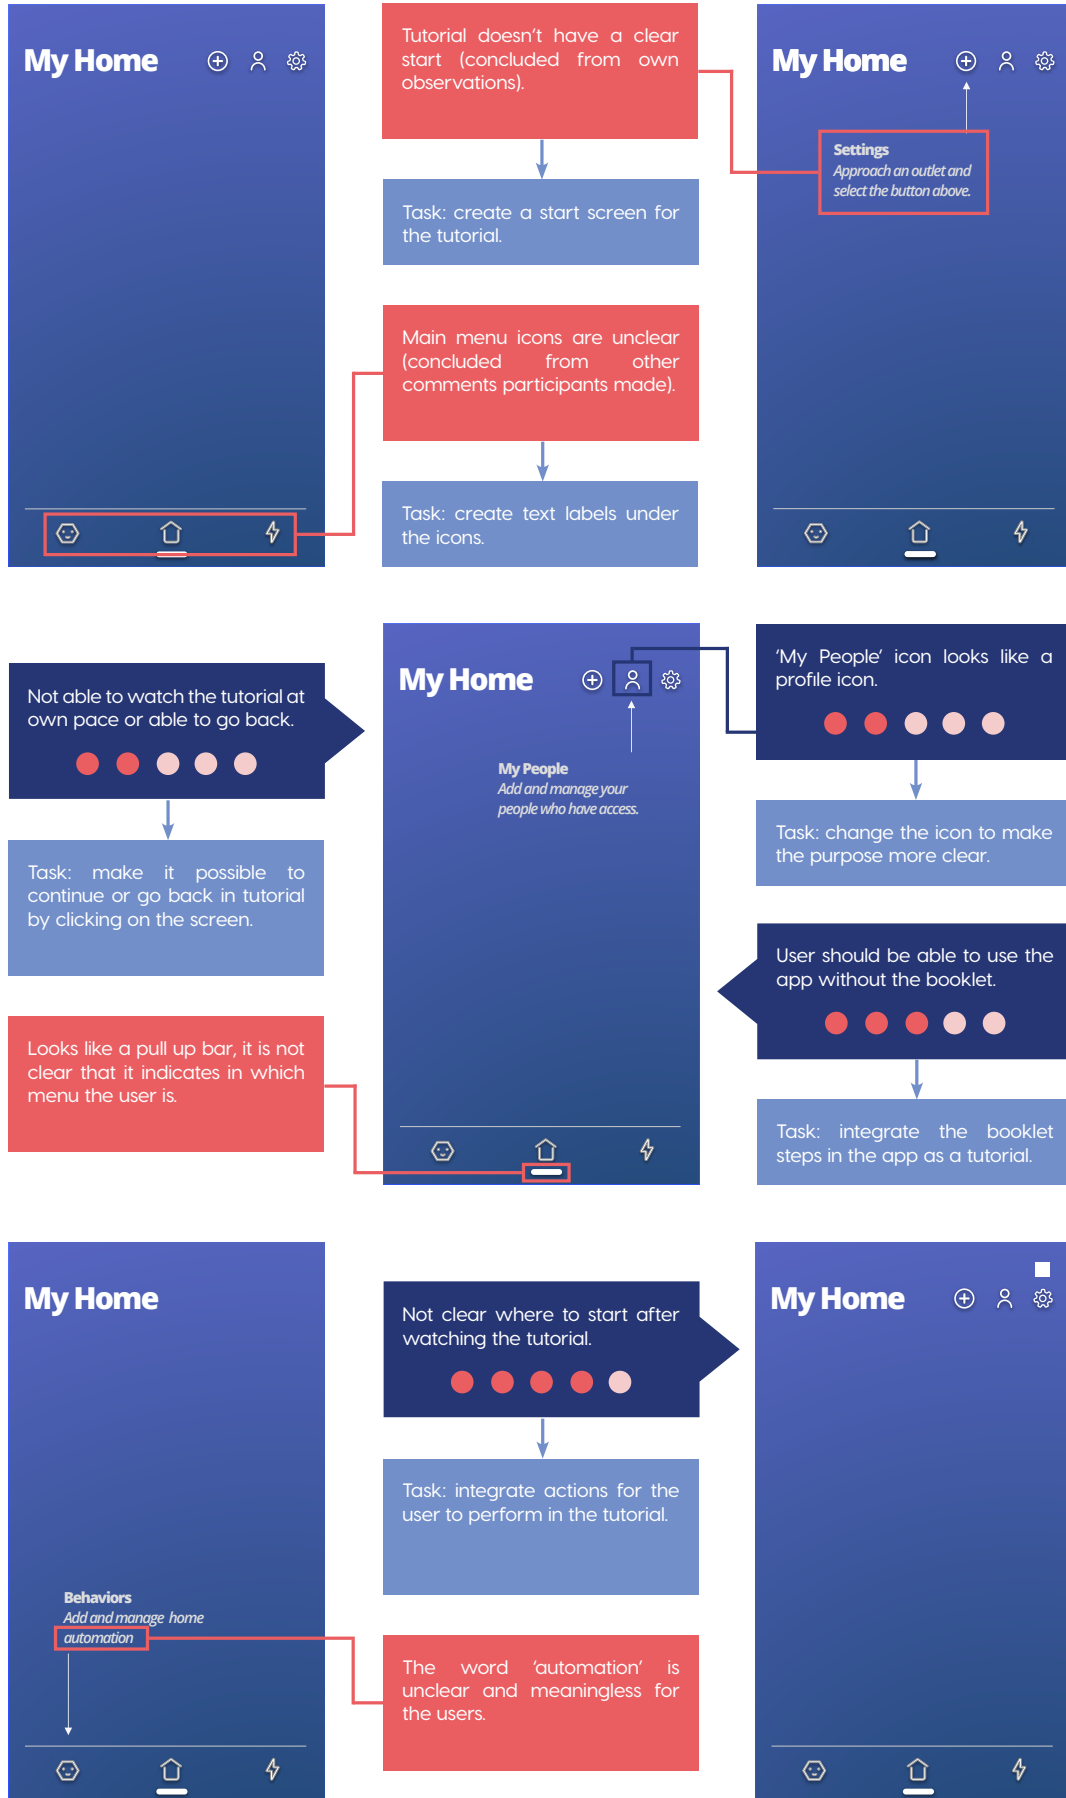 My Home
Tutorial doesn't have a clear
start (concluded from own
observations).
Task: create a start screen for
the tutorial.
Main menu icons are unclear
(concluded from other
comments participants made).
Task: create text labels under
the icons.
My Home
Settings
Approach an outlet and
select the button above.
Not able to watch the tutorial at
own pace or able to go back.
Task: make it possible to
continue or go back in tutorial
by clicking on the screen.
Looks like a pull up bar, it is not
clear that it indicates in which
menu the user is.
My Home
My People
Add and manage your
people who have access.
'My People' icon looks like a
profile icon.
Task: change the icon to make
the purpose more clear.
User should be able to use the
app without the booklet.
Task: integrate the booklet
steps in the app as a tutorial.
My Home
Behaviors
Add and manage home
automation
Not clear where to start after
watching the tutorial.
Task: integrate actions for the
user to perform in the tutorial.
The word 'automation' is
unclear and meaningless for
the users.
My Home